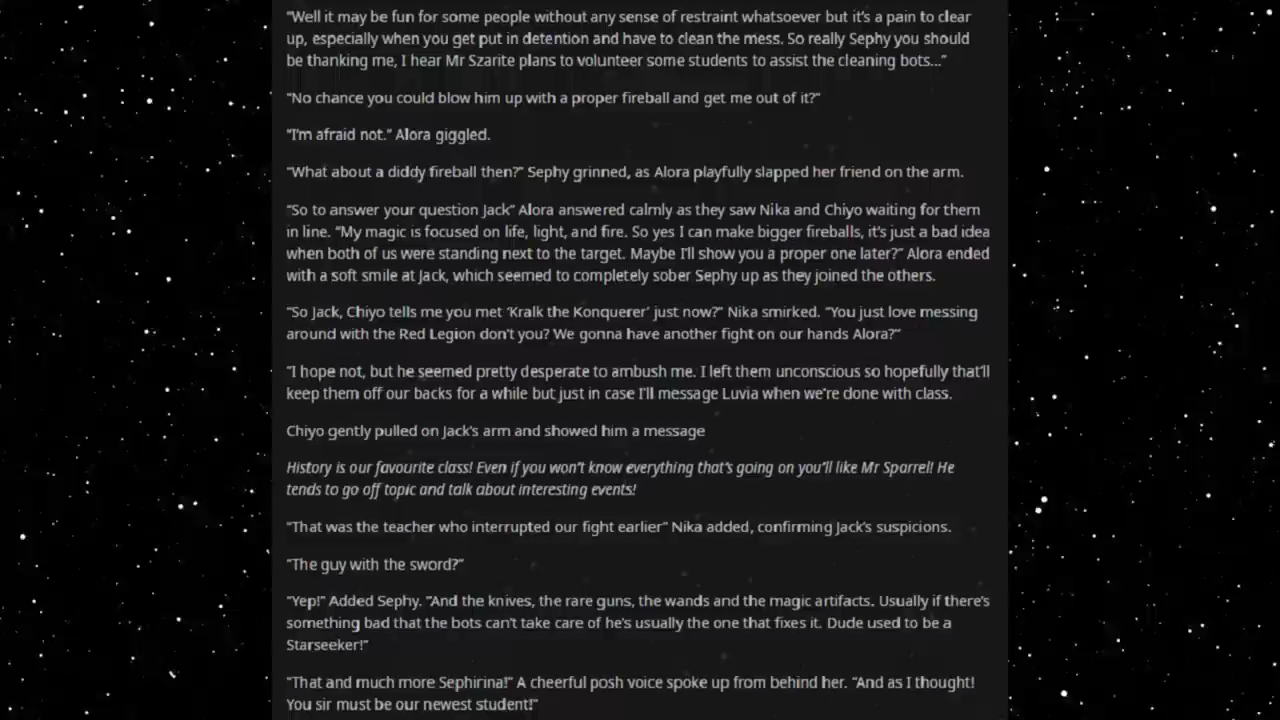 “Well it may be fun for some people without any sense of restraint whatsoever but it’s a pain to clear
up, especially when you get put in detention and have to clean the mess. So really Sephy you should
be thanking me, I hear Mr Szarite plans to volunteer some students to assist the cleaning bots...”
“No chance you could blow him up with a proper fireball and get me out of it?”
“I’m afraid not.” Alora giggled.
“What about a diddy fireball then?” Sephy grinned, as Alora playfully slapped her friend on the arm.
“So to answer your question Jack” Alora answered calmly as they saw Nika and Chiyo waiting for them
in line. “My magic is focused on life, light, and fire. So yes I can make bigger fireballs, it’s just a bad idea
when both of us were standing next to the target. Maybe I’ll show you a proper one later?” Alora ended
with a soft smile at Jack, which seemed to completely sober Sephy up as they joined the others.
“So Jack, Chiyo tells me you met ‘Kralk the Konquerer’ just now?” Nika smirked. “You just love messing
around with the Red Legion don’t you? We gonna have another fight on our hands Alora?”
“I hope not, but he seemed pretty desperate to ambush me. I left them unconscious so hopefully that’ll
keep them off our backs for a while but just in case I’ll message Luvia when we’re done with class.
Chiyo gently pulled on Jack’s arm and showed him a message
History is our favourite class! Even if you won’t know everything that’s going on you’ll like Mr Sparrel! He
tends to go off topic and talk about interesting events!
“That was the teacher who interrupted our fight earlier” Nika added, confirming Jack’s suspicions.
“The guy with the sword?”
“Yep!” Added Sephy. “And the knives, the rare guns, the wands and the magic artifacts. Usually if there’s
something bad that the bots can’t take care of he’s usually the one that fixes it. Dude used to be a
Starseeker!”
“That and much more Sephirina!” A cheerful posh voice spoke up from behind her. “And as I thought!
You sir must be our newest student!”